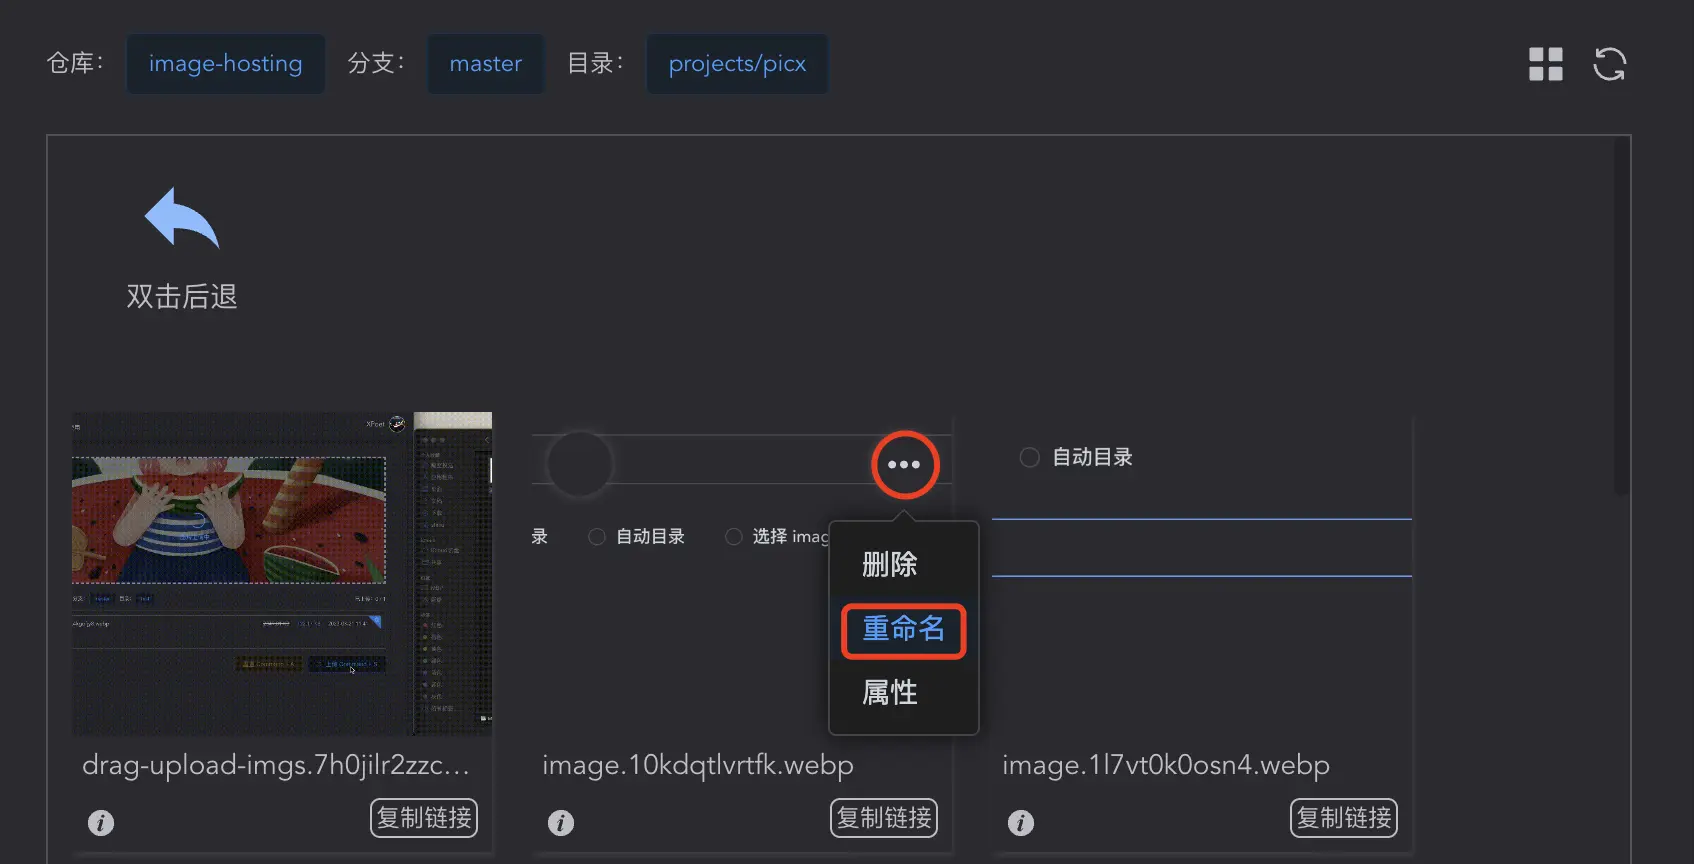 仓库： image-hosting 分支： master 目录： projects/picx
双击后退
XPoet
自动目录
录 自动目录 选择 imag
删除
重命名
属性
drag-upload-imgs.7h0jilr2zzc...
image.10kdqtlvrtfk.webp
image.1l7vt0k0osn4.webp
复制链接
复制链接
复制链接